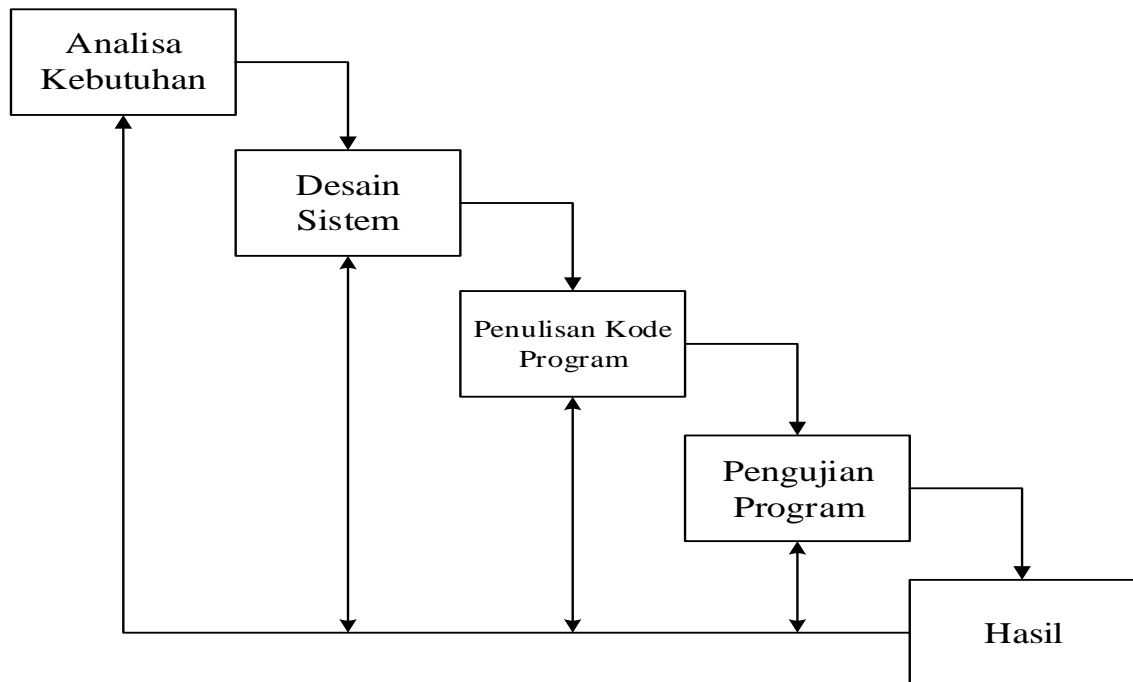 Analisa
Kebutuhan
Desain
Sistem
Penulisan Kode
Program
Pengujian
Program
Hasil